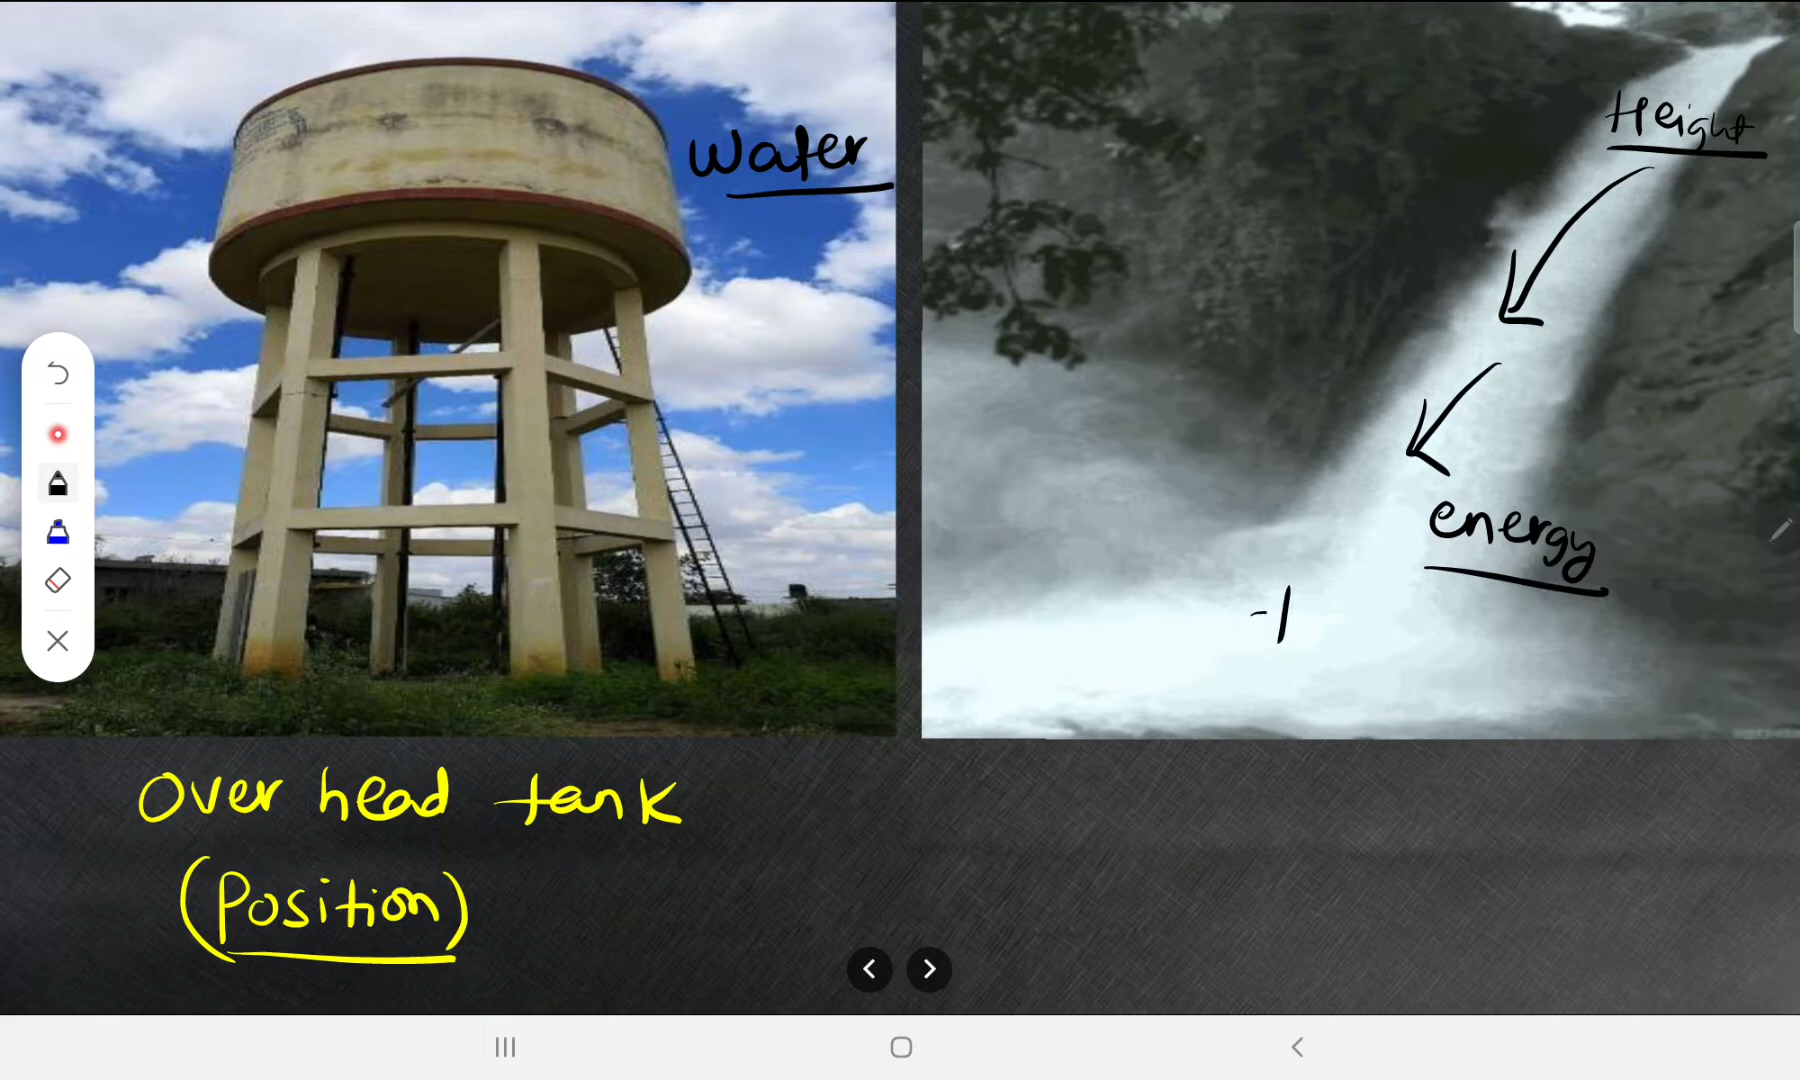 Water
Height
energy
-1
Over head tank
(Position)